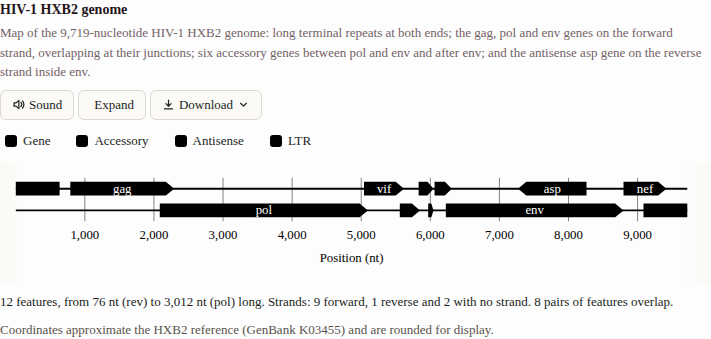 HIV-1 HXB2 genome
Map of the 9,719-nucleotide HIV-1 HXB2 genome: long terminal repeats at both ends; the gag, pol and env genes on the forward
strand, overlapping at their junctions; six accessory genes between pol and env and after env; and the antisense asp gene on the reverse
strand inside env.
Sound Expand Download
Gene Accessory Antisense LTR
gag vif asp nef
pol env
1,000 2,000 3,000 4,000 5,000 6,000 7,000 8,000 9,000
Position (nt)
12 features, from 76 nt (rev) to 3,012 nt (pol) long. Strands: 9 forward, 1 reverse and 2 with no strand. 8 pairs of features overlap.
Coordinates approximate the HXB2 reference (GenBank K03455) and are rounded for display.